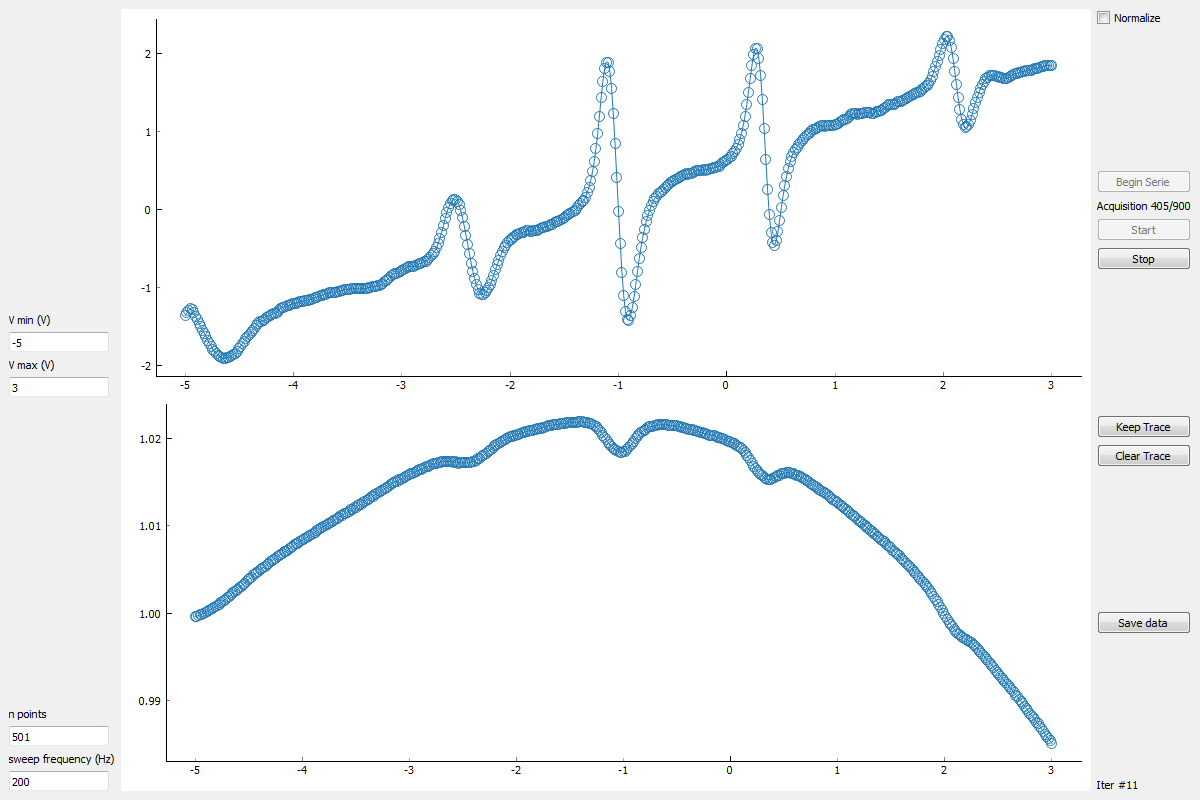 Normalize
2
1
0
-1
-2
-5
-4
-3
-2
-1
0
1
2
3
Begin Serie
Acquisition 405/900
Start
Stop
V min (V)
-5
V max (V)
3
1.02
1.01
1.00
0.99
-5
-4
-3
-2
-1
0
1
2
3
Keep Trace
Clear Trace
Save data
n points
501
sweep frequency (Hz)
200
Iter #11